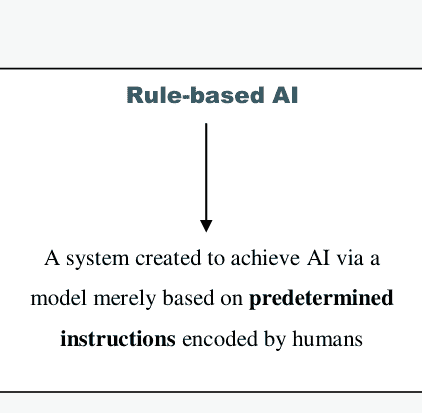 Rule-based AI
A system created to achieve AI via a
model merely based on predetermined
instructions encoded by humans